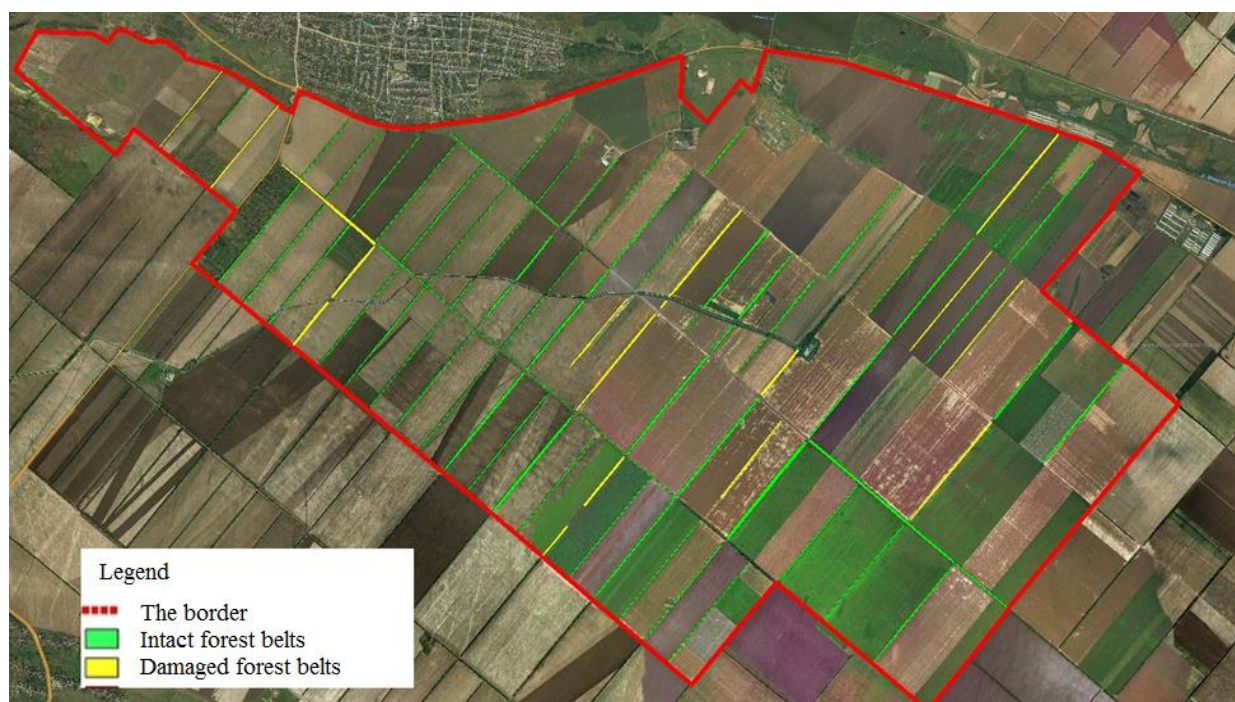 Legend
The border
Intact forest belts
Damaged forest belts